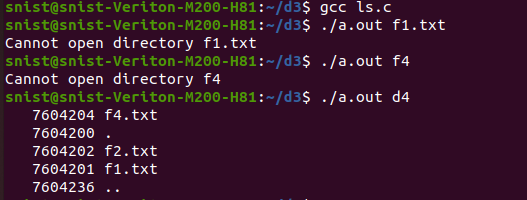 snist@snist-Veriton-M200-H81:~/d3$ gcc ls.c
snist@snist-Veriton-M200-H81:~/d3$ ./a.out f1.txt
Cannot open directory f1.txt
snist@snist-Veriton-M200-H81:~/d3$ ./a.out f4
Cannot open directory f4
snist@snist-Veriton-M200-H81:~/d3$ ./a.out d4
7604204 f4.txt
7604200 .
7604202 f2.txt
7604201 f1.txt
7604236 ..